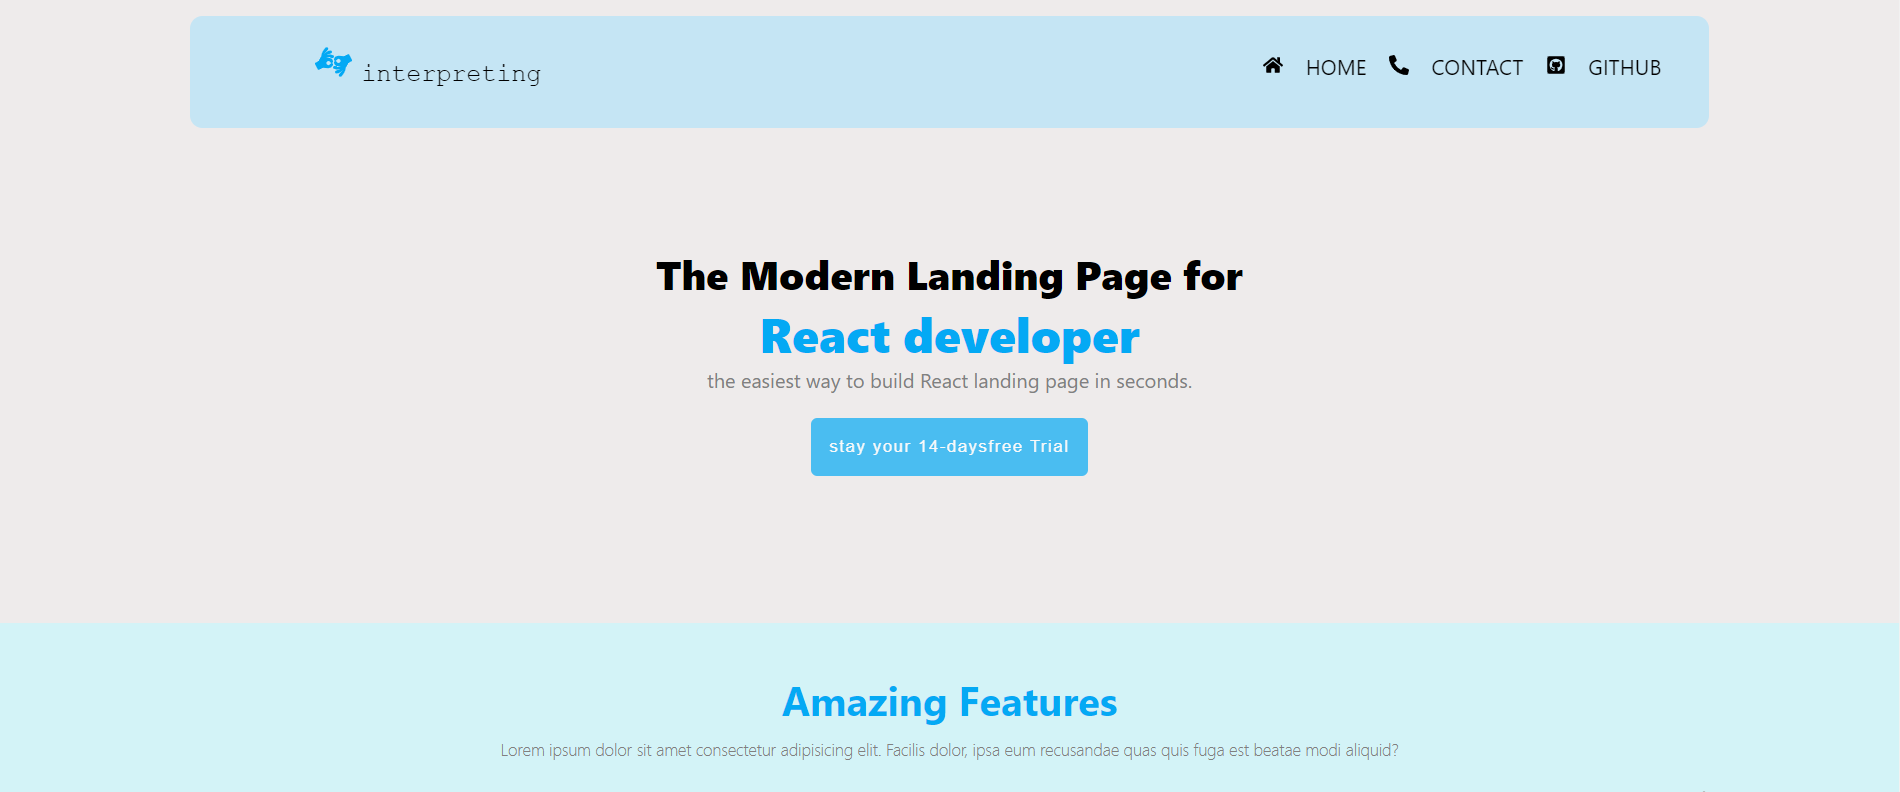 interpreting
HOME CONTACT GITHUB
The Modern Landing Page for
React developer
the easiest way to build React landing page in seconds.
stay your 14-daysfree Trial
Amazing Features
Lorem ipsum dolor sit amet consectetur adipisicing elit. Facilis dolor, ipsa eum recusandae quas quis fuga est beatae modi aliquid?